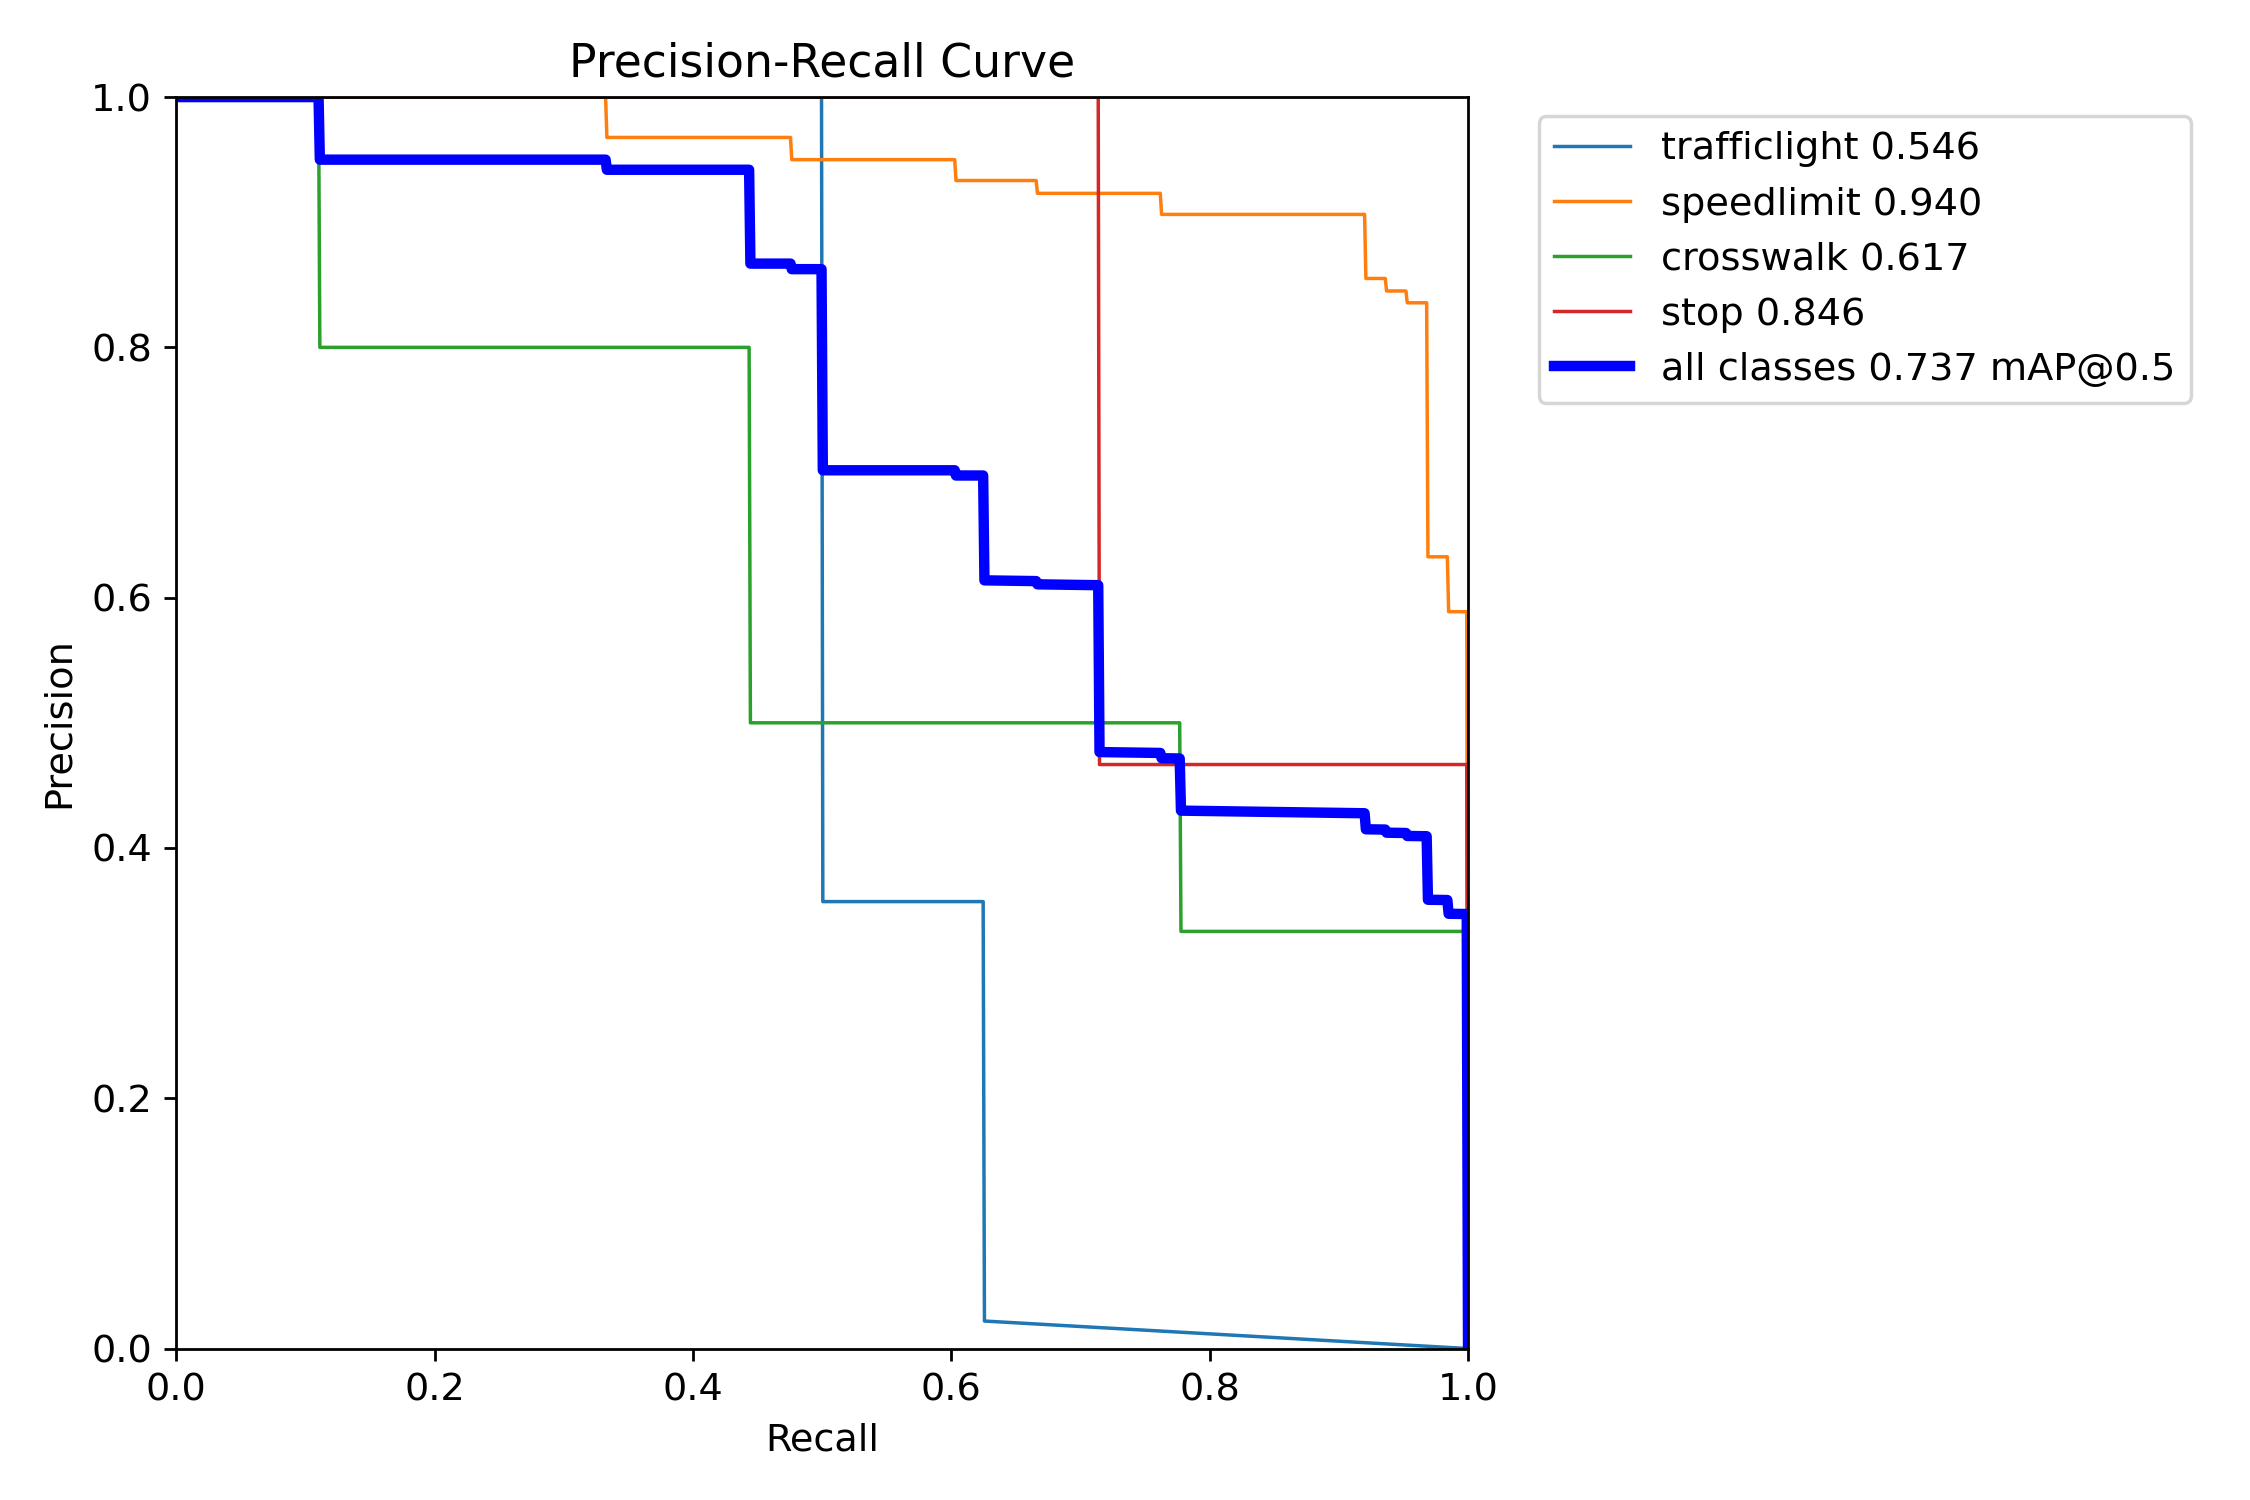 Precision-Recall Curve
1.0
0.8
0.6
0.4
0.2
0.0
Precision
0.0 0.2 0.4 0.6 0.8 1.0
Recall
trafficlight 0.546
speedlimit 0.940
crosswalk 0.617
stop 0.846
all classes 0.737 mAP@0.5